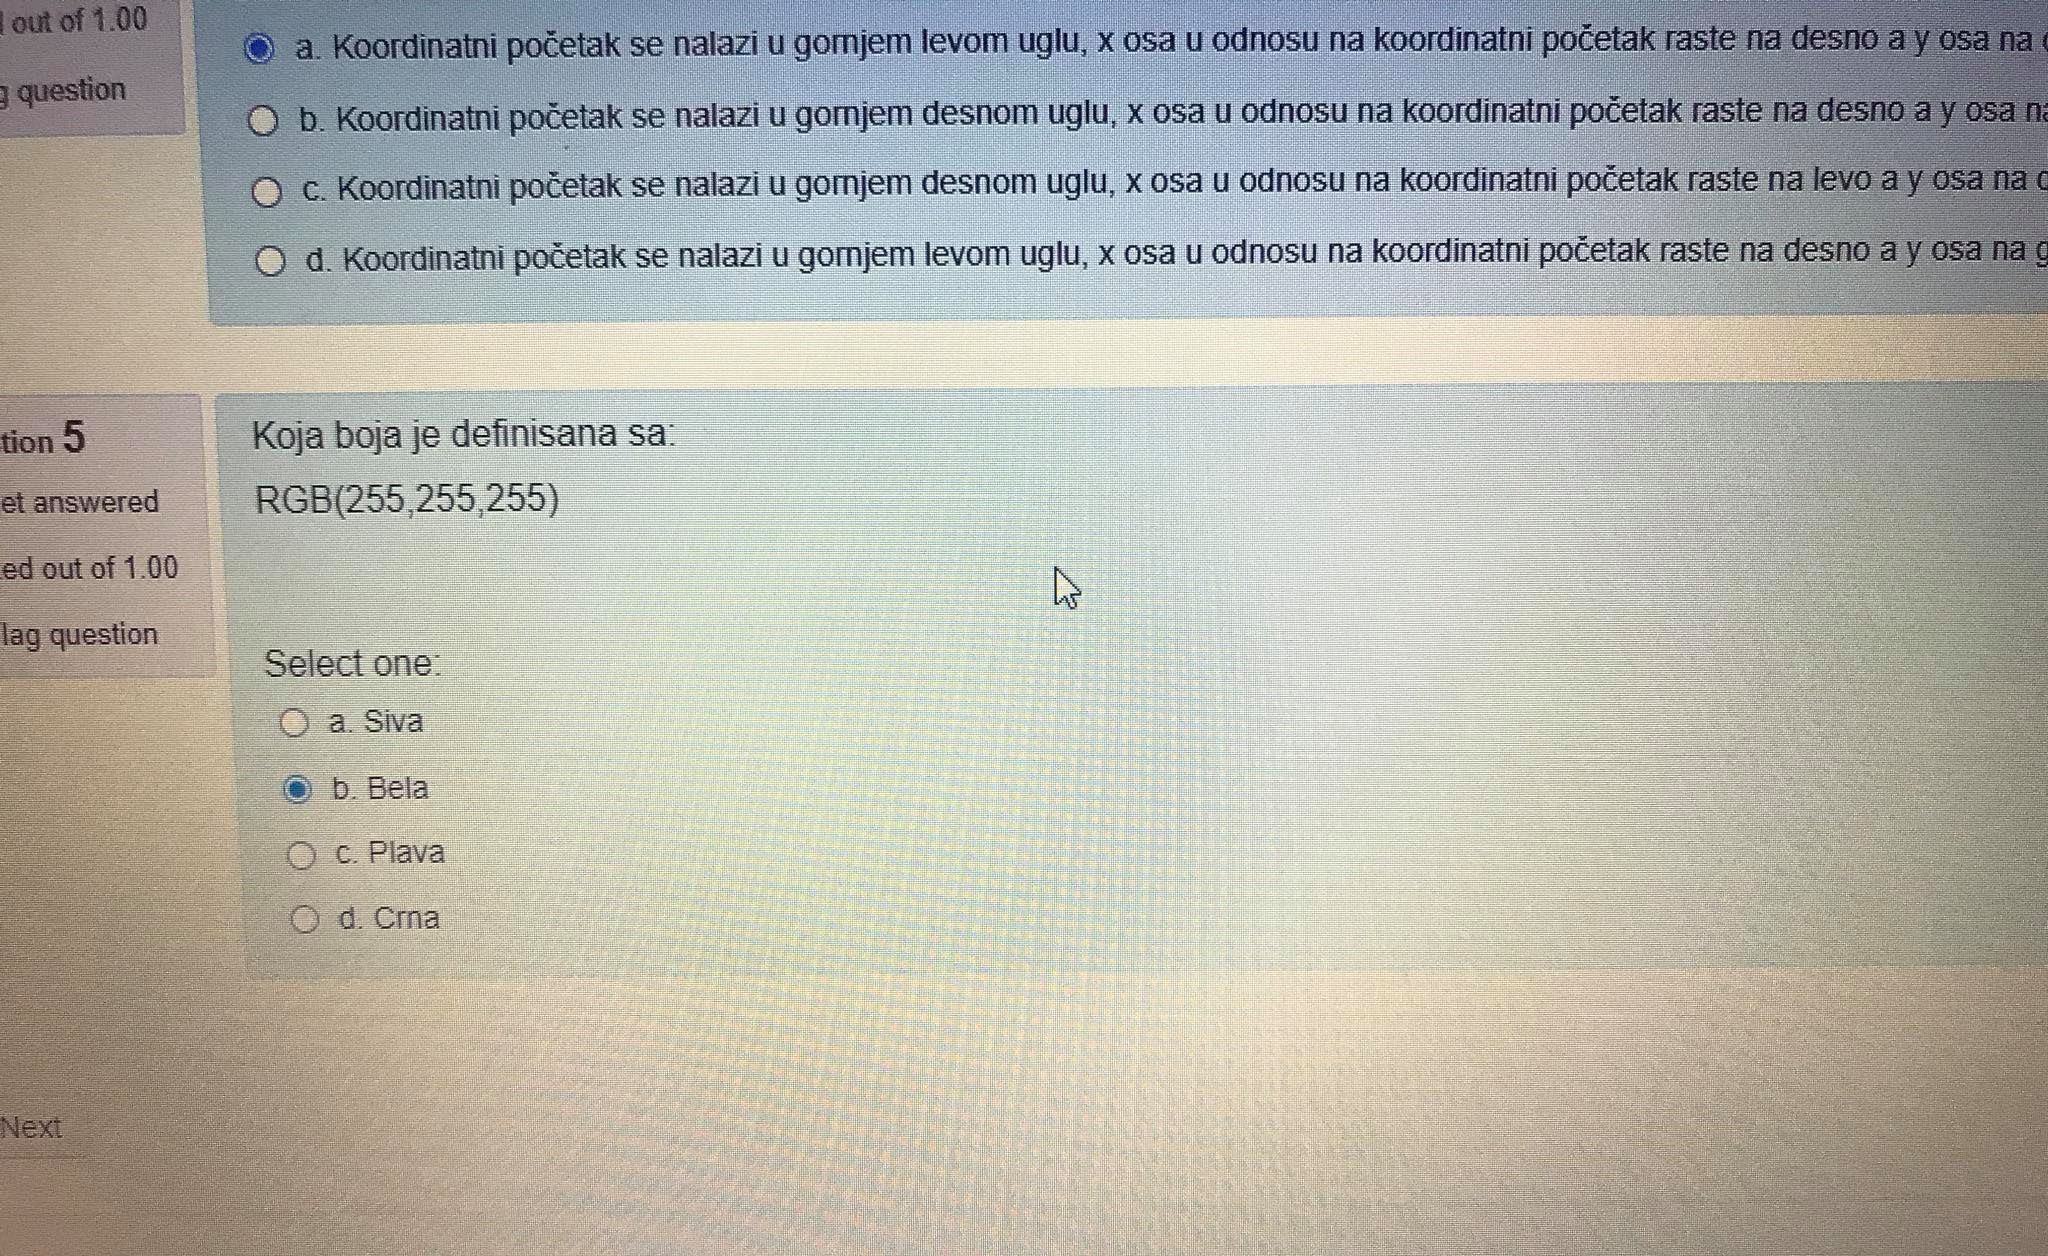 out of 1.00
question
a. Koordinatni početak se nalazi u gornjem levom uglu, x osa u odnosu na koordinatni početak raste na desno a y osa na
b. Koordinatni početak se nalazi u gornjem desnom uglu, x osa u odnosu na koordinatni početak raste na desno a y osa na
c. Koordinatni početak se nalazi u gornjem desnom uglu, x osa u odnosu na koordinatni početak raste na levo a y osa na
d. Koordinatni početak se nalazi u gornjem levom uglu, x osa u odnosu na koordinatni početak raste na desno a y osa na g
tion 5
et answered
ed out of 1.00
lag question
Koja boja je definisana sa:
RGB(255,255,255)
Select one:
a. Siva
b. Bela
c. Plava
d. Crna
Next